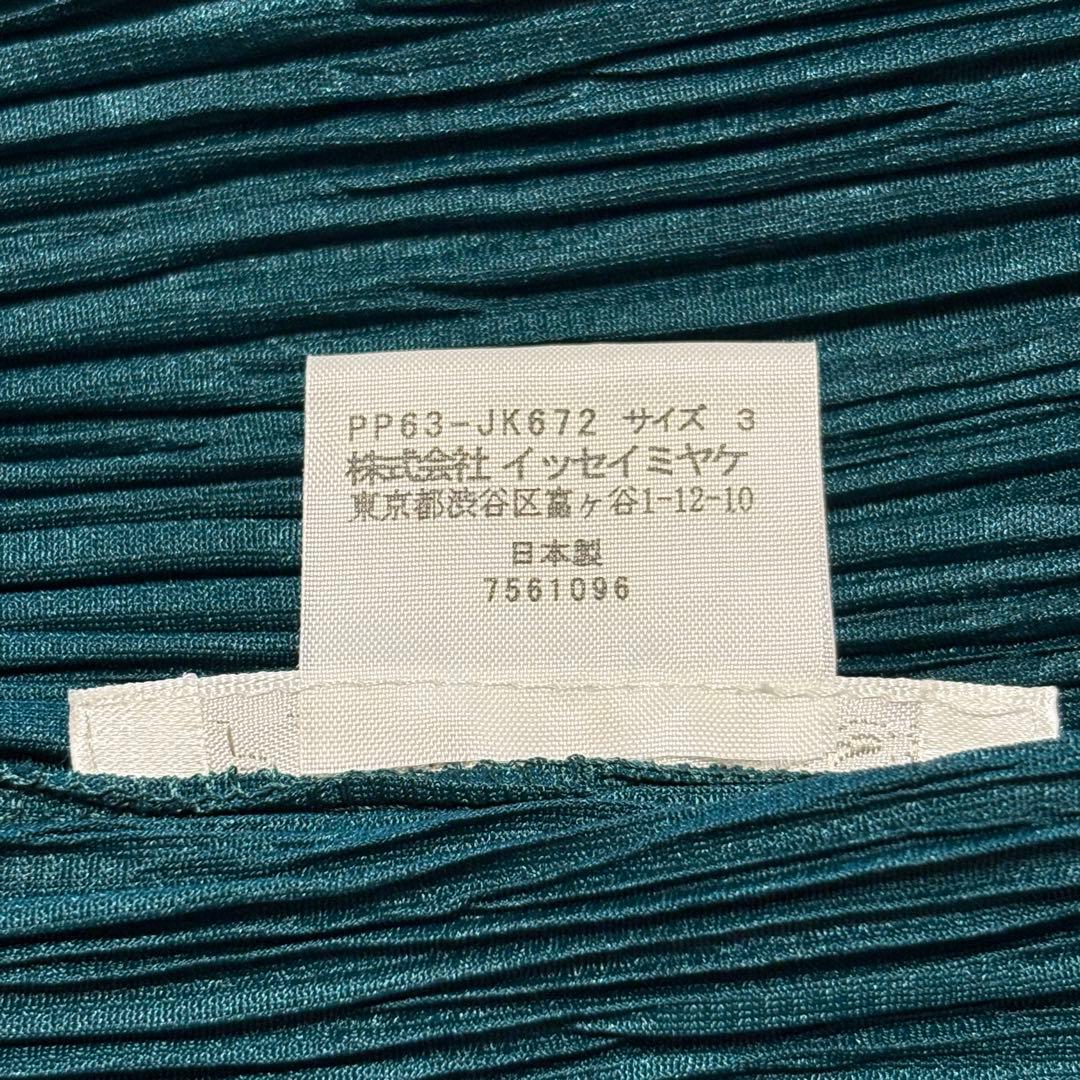 PP63-JK672 サイズ 3
株式会社 イッセイミヤケ
東京都渋谷区富ヶ谷1-12-10
日本製
7561096